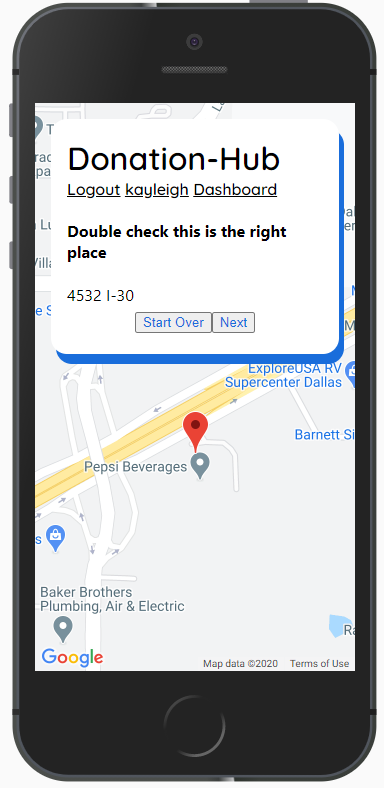 Donation-Hub
Logout kayleigh Dashboard
Double check this is the right
place
4532 I-30
Start Over Next
ExploreUSA RV
Supercenter Dallas
Barnett Si
Pepsi Beverages
s
Baker Brothers
Plumbing, Air & Electric
Ra
Google
Map data ©2020 Terms of Use